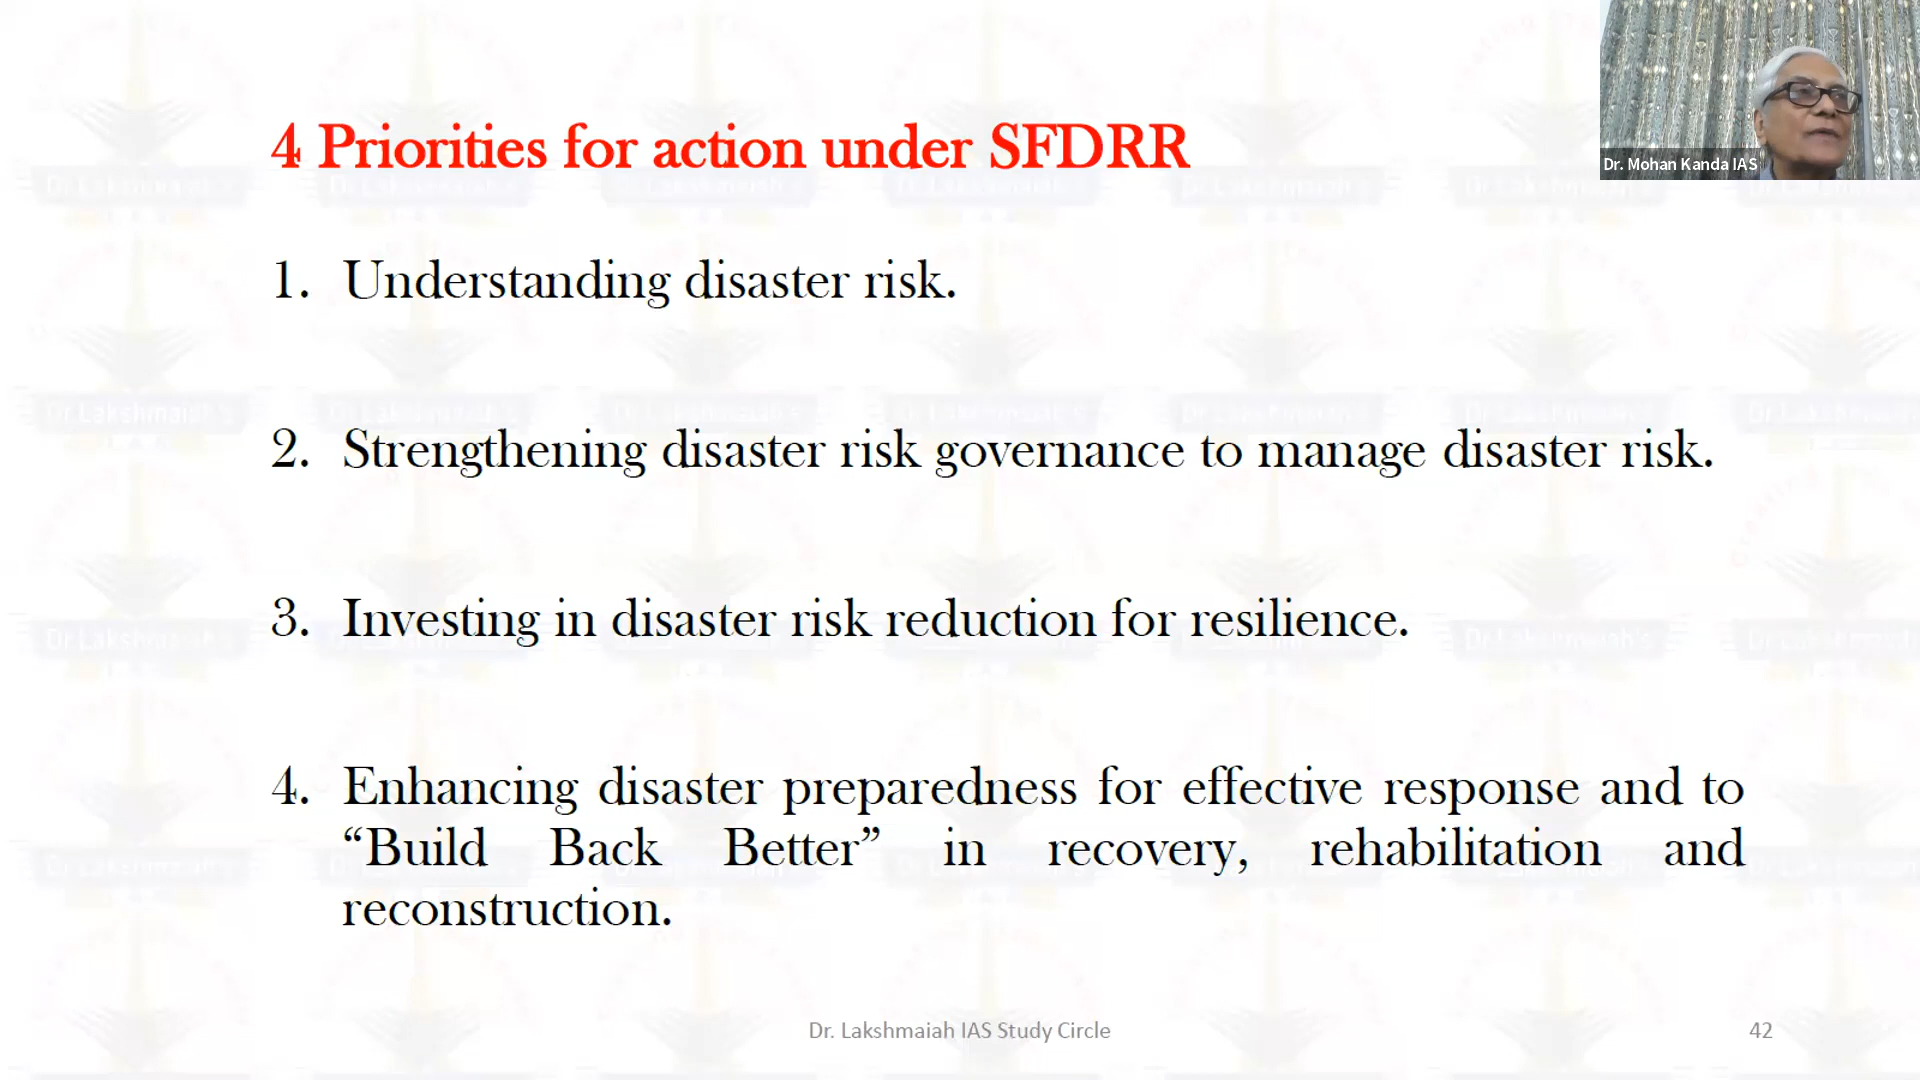 4 Priorities for action under SFDRR
Dr. Mohan Kanda IAS
1. Understanding disaster risk.
2. Strengthening disaster risk governance to manage disaster risk.
3. Investing in disaster risk reduction for resilience.
4. Enhancing disaster preparedness for effective response and to
“Build Back Better” in recovery, rehabilitation and
reconstruction.
Dr. Lakshmaiah IAS Study Circle
42